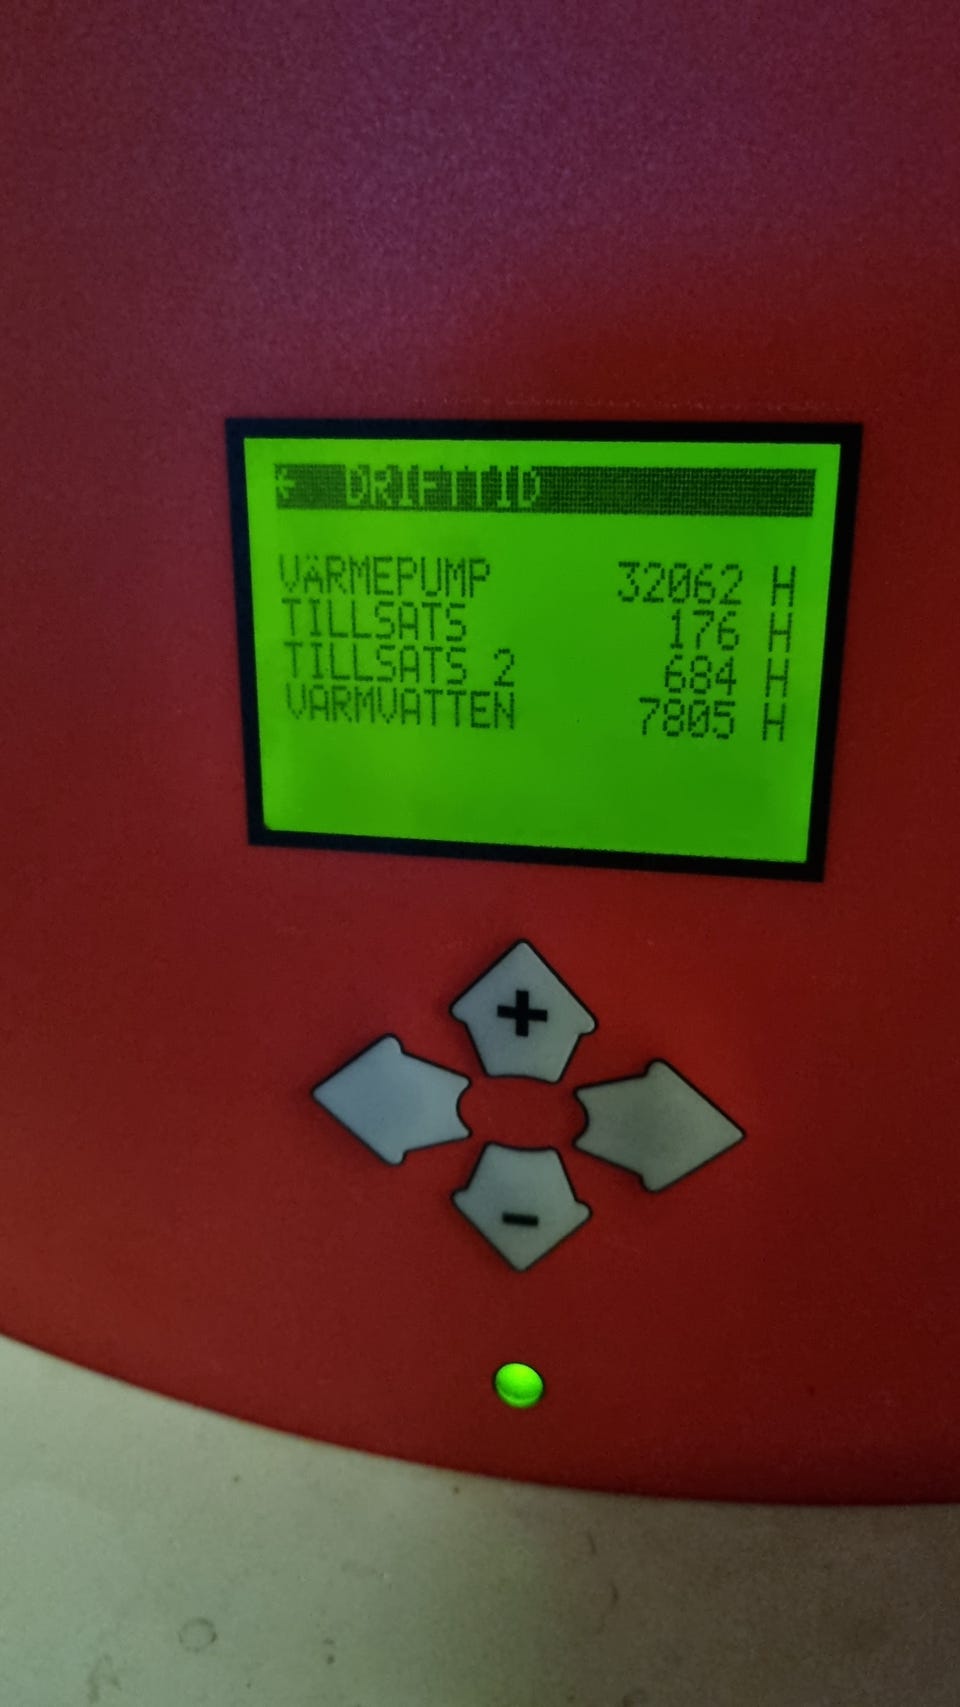 ← DRIFTTID
VÄRMEPUMP 32062 H
TILLSATS 176 H
TILLSATS 2 684 H
VARMVATTEN 7805 H
+
-